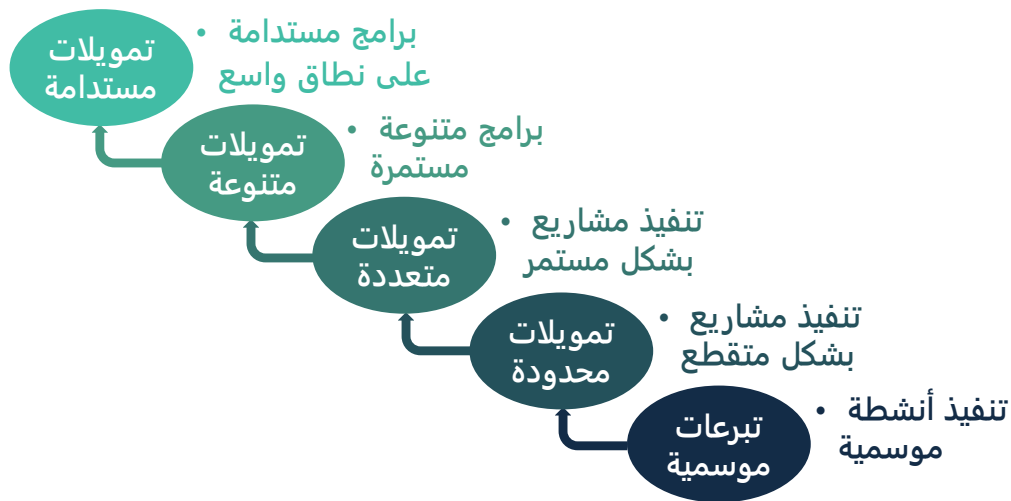 تمويلات
مستدامة
• برامج مستدامة
على نطاق واسع
تمويلات
متنوعة
• برامج متنوعة
مستمرة
تمويلات
متعددة
• تنفيذ مشاريع
بشكل مستمر
تمويلات
محدودة
• تنفيذ مشاريع
بشكل متقطع
تبرعات
موسمية
• تنفيذ أنشطة
موسمية